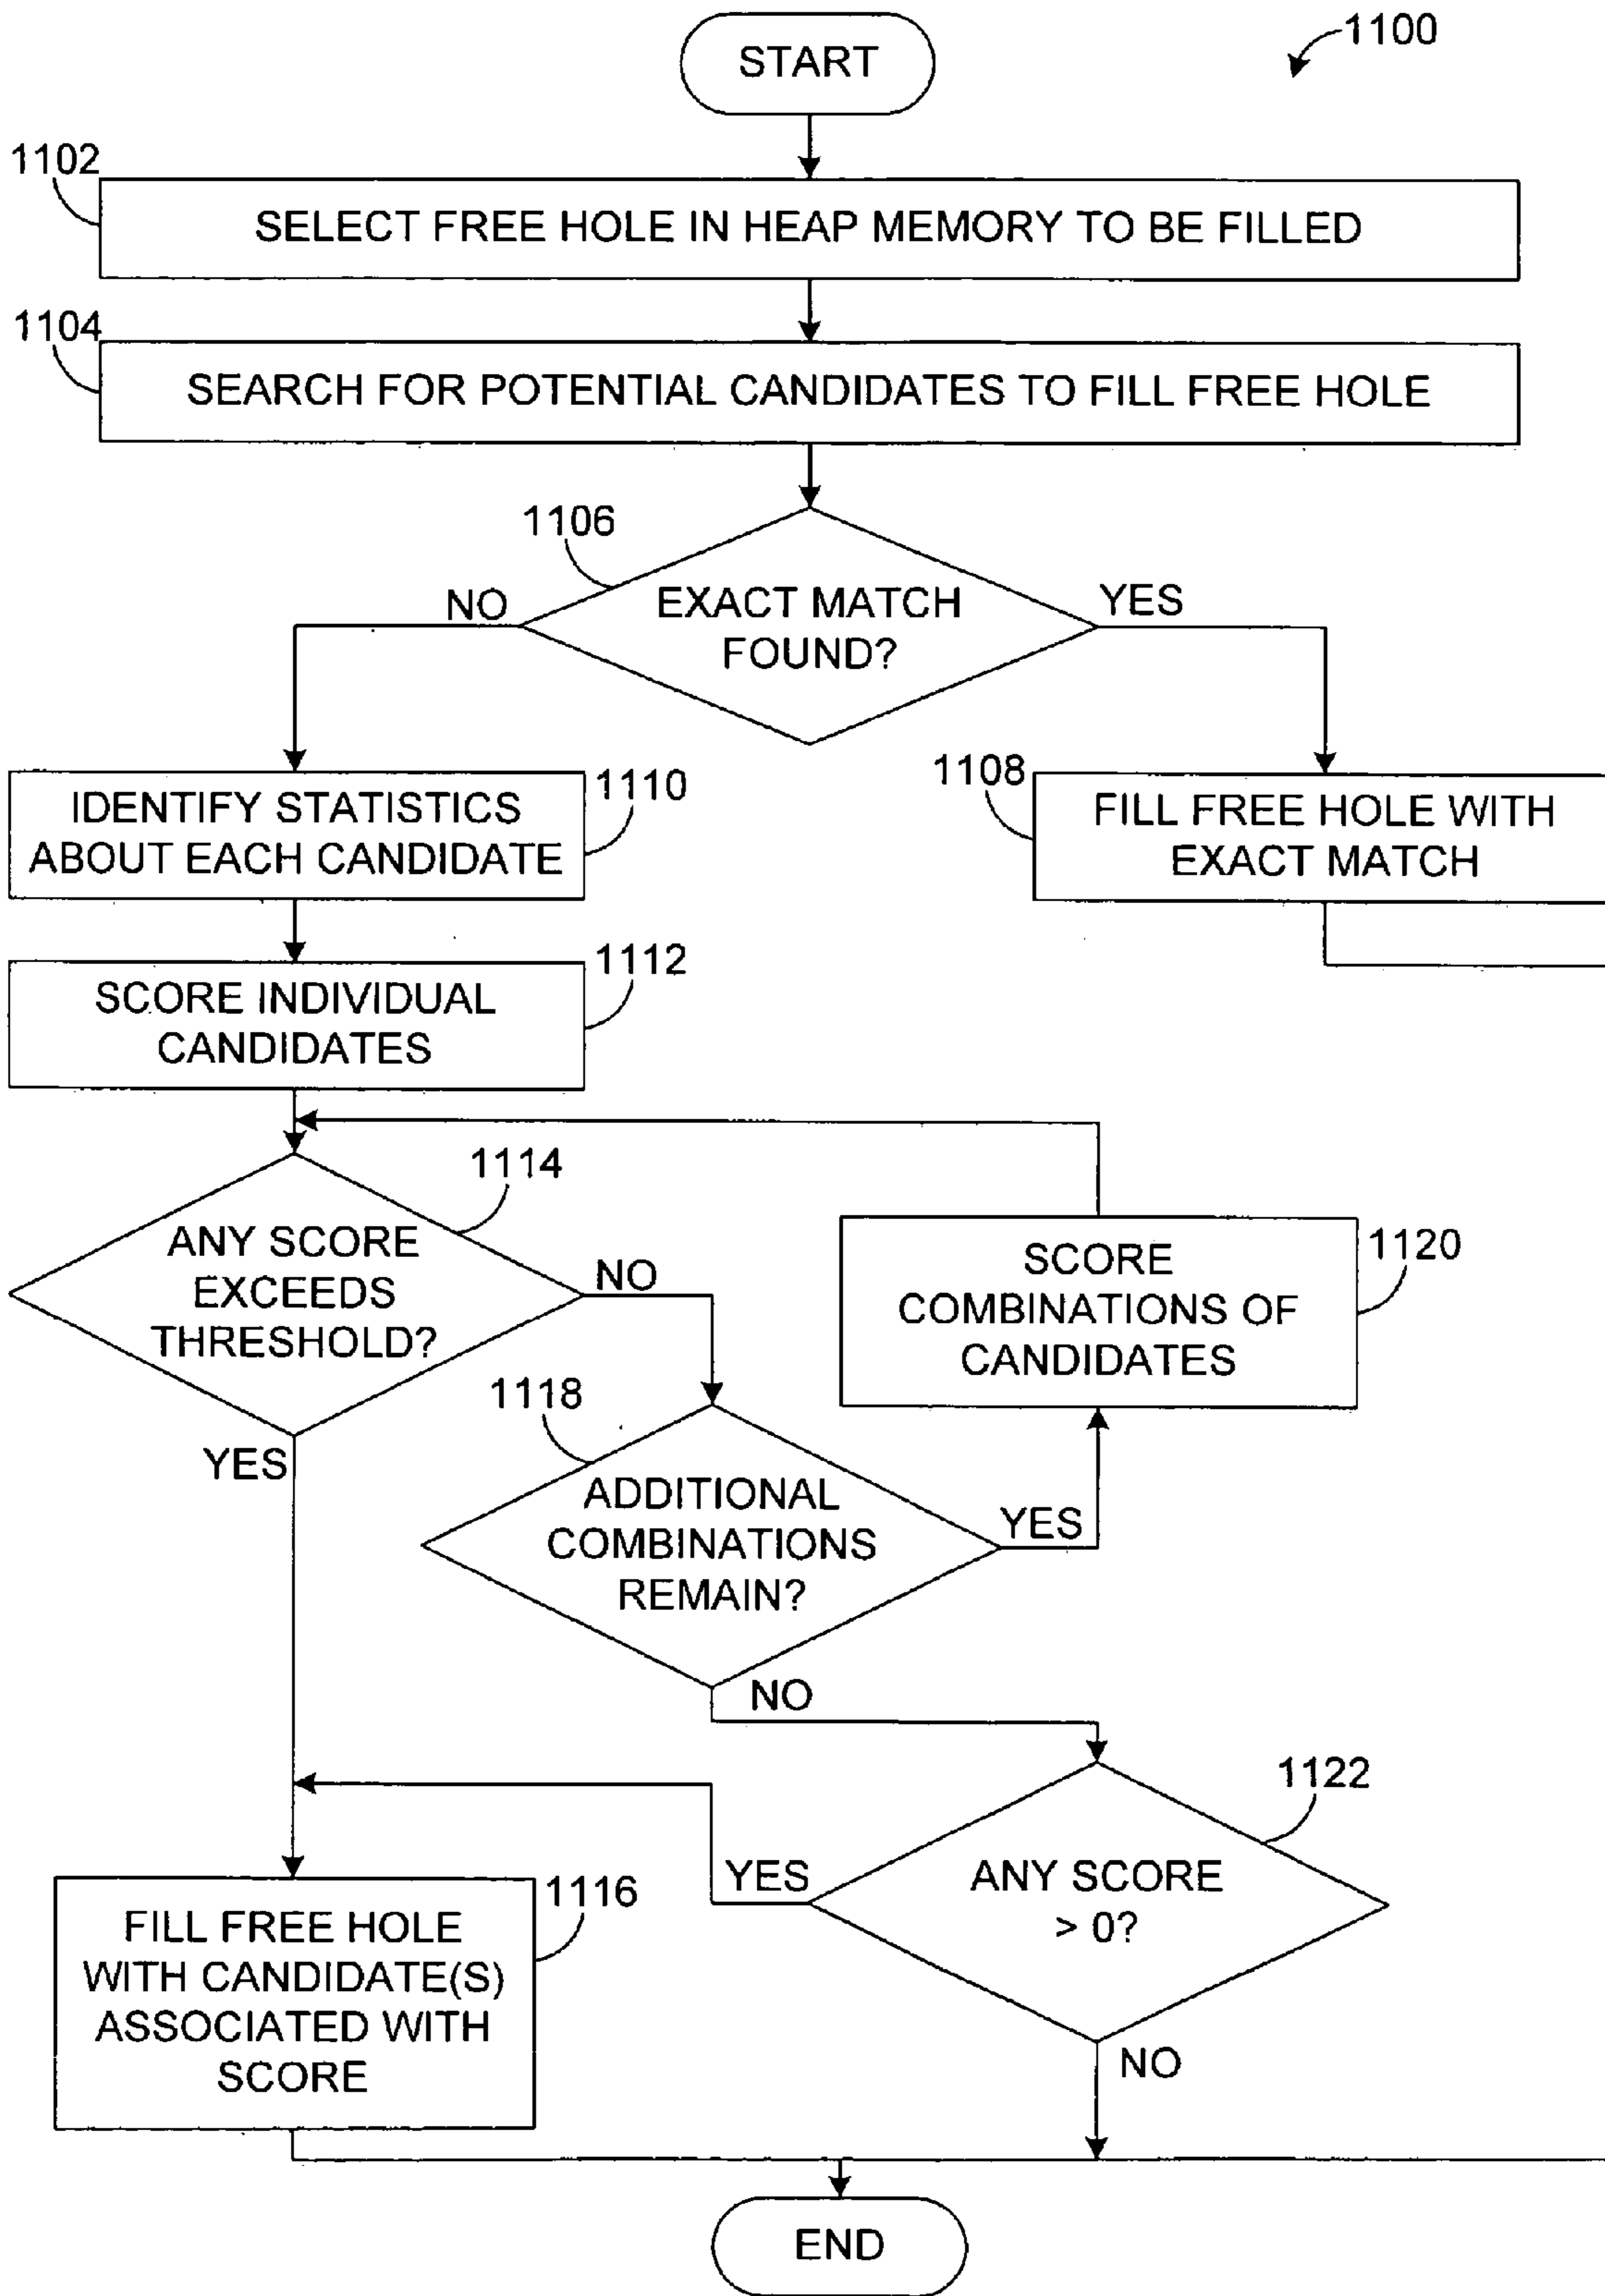 START
1100
1102
SELECT FREE HOLE IN HEAP MEMORY TO BE FILLED
1104
SEARCH FOR POTENTIAL CANDIDATES TO FILL FREE HOLE
1106
EXACT MATCH
FOUND?
NO
YES
1110
IDENTIFY STATISTICS
ABOUT EACH CANDIDATE
1108
FILL FREE HOLE WITH
EXACT MATCH
1112
SCORE INDIVIDUAL
CANDIDATES
1114
ANY SCORE
EXCEEDS
THRESHOLD?
NO
YES
1120
SCORE
COMBINATIONS OF
CANDIDATES
1118
ADDITIONAL
COMBINATIONS
REMAIN?
YES
NO
1122
ANY SCORE
> 0?
YES
NO
1116
FILL FREE HOLE
WITH CANDIDATE(S)
ASSOCIATED WITH
SCORE
END